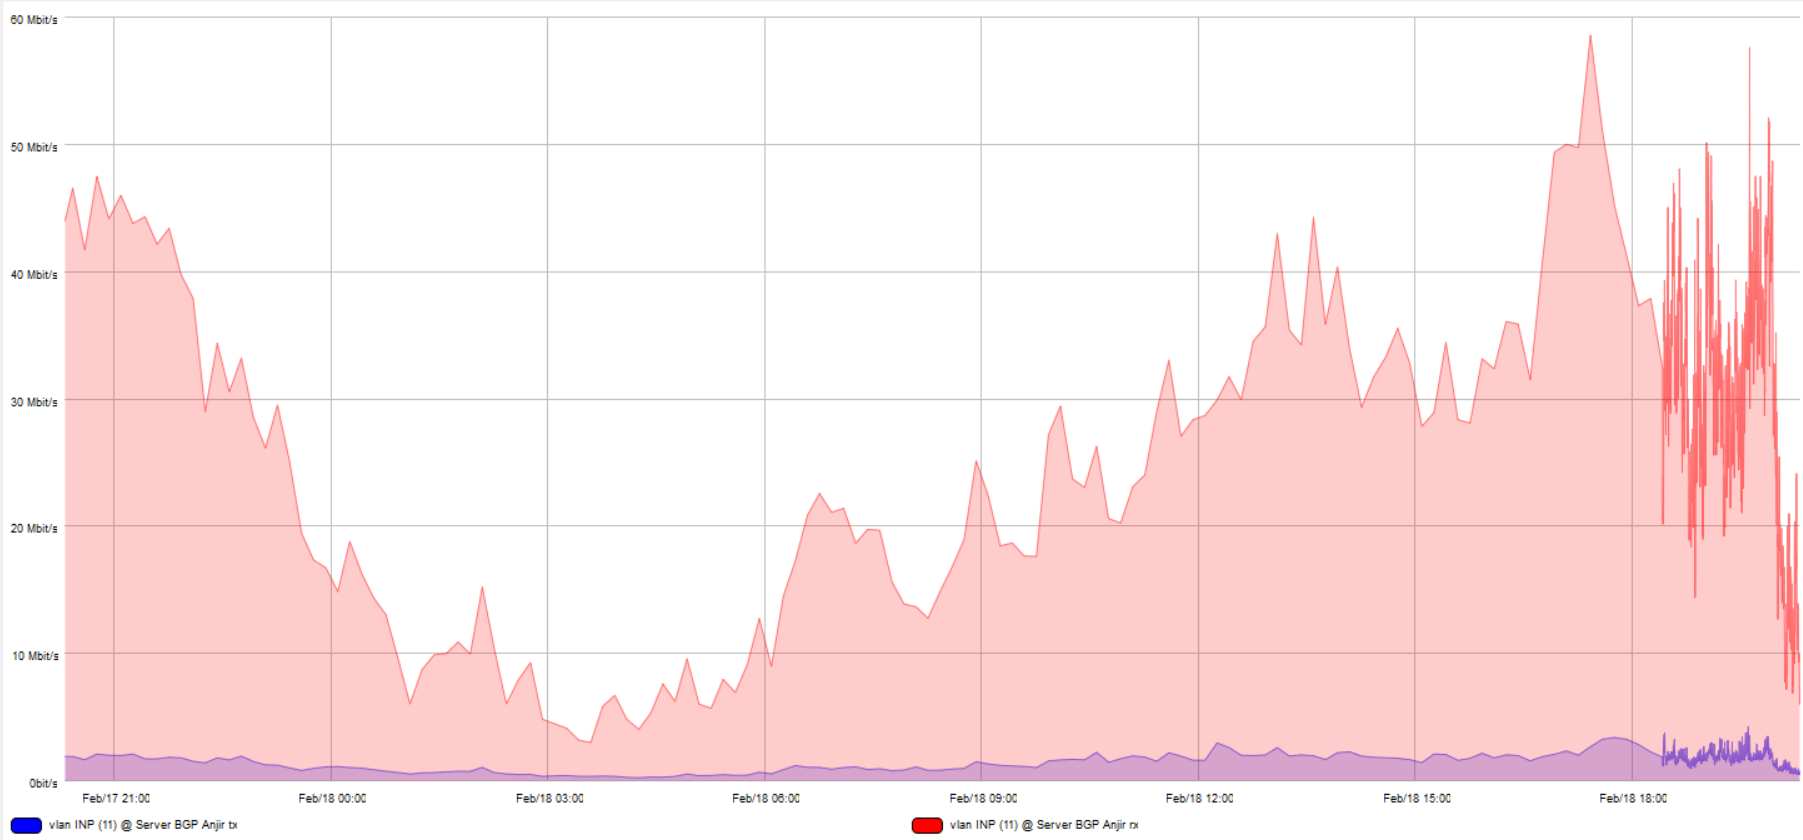 60 Mbit/s
50 Mbit/s
40 Mbit/s
30 Mbit/s
20 Mbit/s
10 Mbit/s
0bit/s
Feb/17 21:00 Feb/18 00:00 Feb/18 03:00 Feb/18 06:00 Feb/18 09:00 Feb/18 12:00 Feb/18 15:00 Feb/18 18:00
vlan INP (11) @ Server BGP Anjir tx
vlan INP (11) @ Server BGP Anjir rx